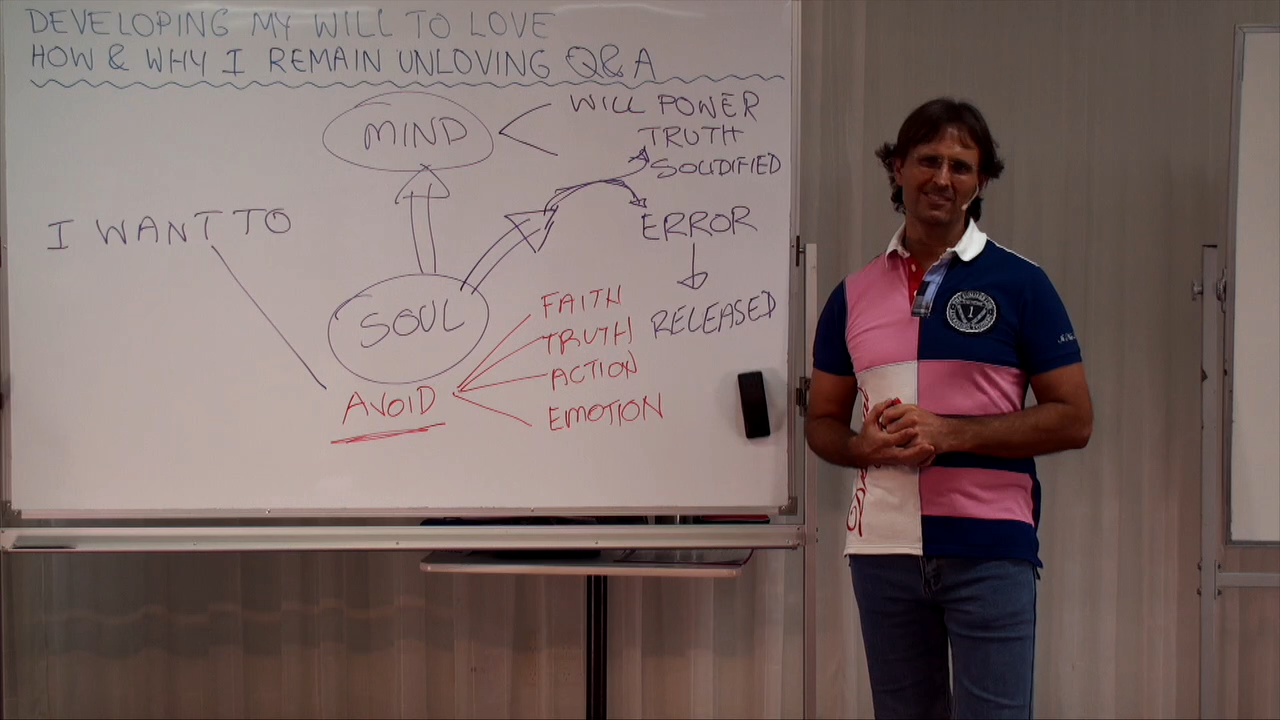 DEVELOPING MY WILL TO LOVE
HOW & WHY I REMAIN UNLOVING Q&A
MIND
WILL POWER
TRUTH
SOLIDIFIED
I WANT TO
ERROR
SOUL
RELEASED
FAITH
TRUTH
ACTION
EMOTION
AVOID
1